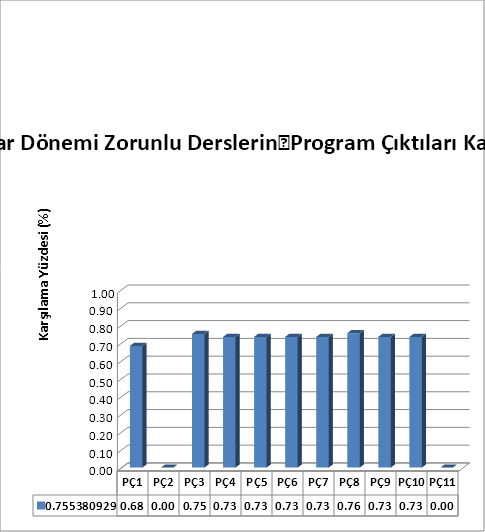 ar Dönemi Zorunlu Derslerin Program Çıktıları Ka
Karşılama Yüzdesi (%)
1.00
0.90
0.80
0.70
0.60
0.50
0.40
0.30
0.20
0.10
0.00
PÇ1 PÇ2 PÇ3 PÇ4 PÇ5 PÇ6 PÇ7 PÇ8 PÇ9 PÇ10 PÇ11
0.755380929 0.68 0.00 0.75 0.73 0.73 0.73 0.73 0.76 0.73 0.73 0.00